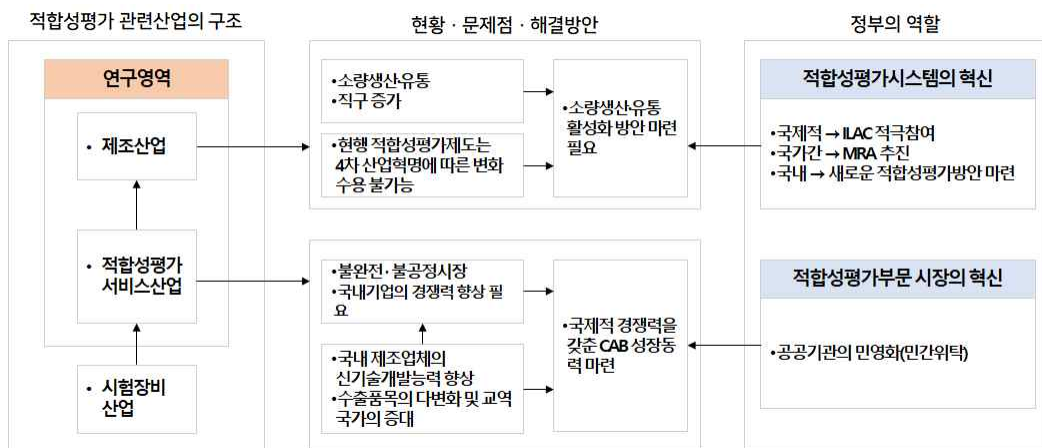 적합성평가 관련산업의 구조
연구영역
• 제조산업
• 적합성평가
서비스산업
• 시험장비
산업
현황 · 문제점 · 해결방안
•소량생산·유통
•직구 증가
•현행 적합성평가제도는
4차 산업혁명에 따른 변화
수용 불가능
•소량생산·유통
활성화 방안 마련
필요
•불완전·불공정시장
•국내기업의 경쟁력 향상 필
요
•국내 제조업체의
신기술개발능력 향상
•수출품목의 다변화 및 교역
국가의 증대
•국제적 경쟁력을
갖춘 CAB 성장동
력 마련
정부의 역할
적합성평가시스템의 혁신
•국제적 → ILAC 적극참여
•국가간 → MRA 추진
•국내 → 새로운 적합성평가방안 마련
적합성평가부문 시장의 혁신
•공공기관의 민영화(민간위탁)